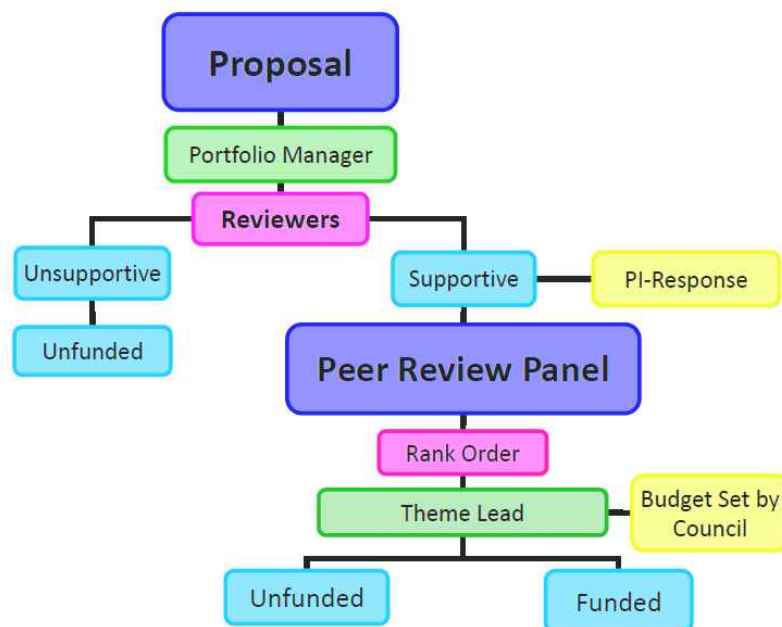 Proposal
Portfolio Manager
Reviewers
Unsupportive
Supportive
PI-Response
Unfunded
Peer Review Panel
Rank Order
Theme Lead
Budget Set by
Council
Unfunded
Funded